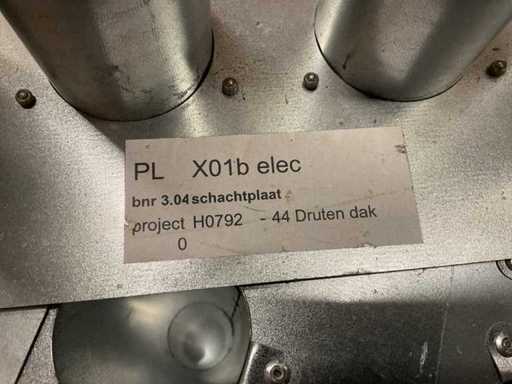 PL X01b elec
bnr 3.04 schachtplaat
project H0792 - 44 Druten dak
0